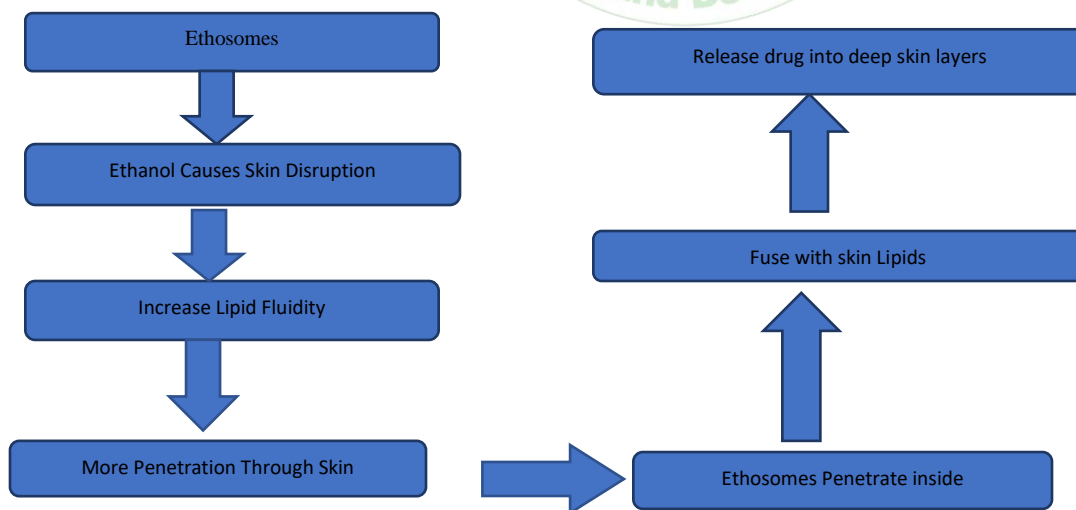 Ethosomes
Ethanol Causes Skin Disruption
Increase Lipid Fluidity
More Penetration Through Skin
Ethosomes Penetrate inside
Fuse with skin Lipids
Release drug into deep skin layers